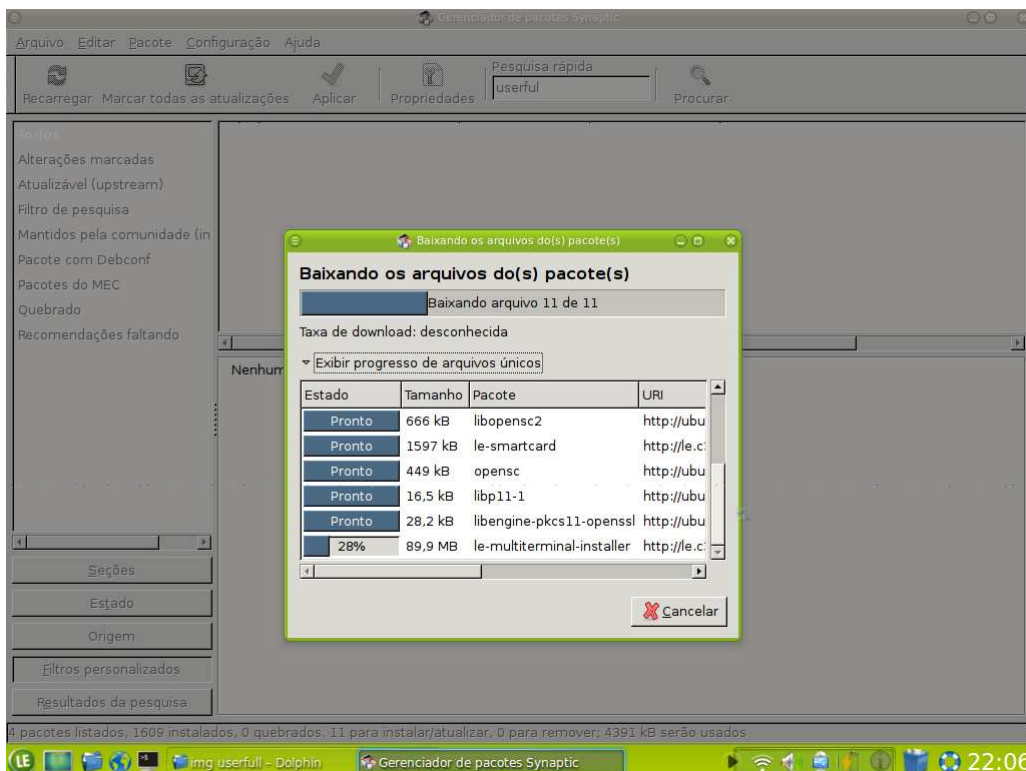 Gerenciador de pacotes Synaptic
Arquivo Editar Pacote Configuração Ajuda
Recarregar Marcar todas as atualizações Aplicar Propriedades
Pesquisa rápida
userful
Procurar
Todos
Alterações marcadas
Atualizável (upstream)
Filtro de pesquisa
Mantidos pela comunidade (in
Pacote com Debconf
Pacotes do MEC
Quebrado
Recomendações faltando
Nenhum
Baixando os arquivos do(s) pacote(s)
Baixando os arquivos do(s) pacote(s)
Baixando arquivo 11 de 11
Taxa de download: desconhecida
Exibir progresso de arquivos únicos
Estado Tamanho Pacote URI
Pronto 666 kB libopensc2 http://ubu
Pronto 1597 kB le-smartcard http://le.c
Pronto 449 kB opensc http://ubu
Pronto 16,5 kB libp11-1 http://ubu
Pronto 28,2 kB libengine-pkcs11-openssl http://ubu
28% 89,9 MB le-multiterminal-installer http://le.c
Cancelar
Seções
Estado
Origem
Filtros personalizados
Resultados da pesquisa
4 pacotes listados, 1609 instalados, 0 quebrados. 11 para instalar/atualizar, 0 para remover; 4391 kB serão usados
LE img userfull – Dolphin Gerenciador de pacotes Synaptic 22:06